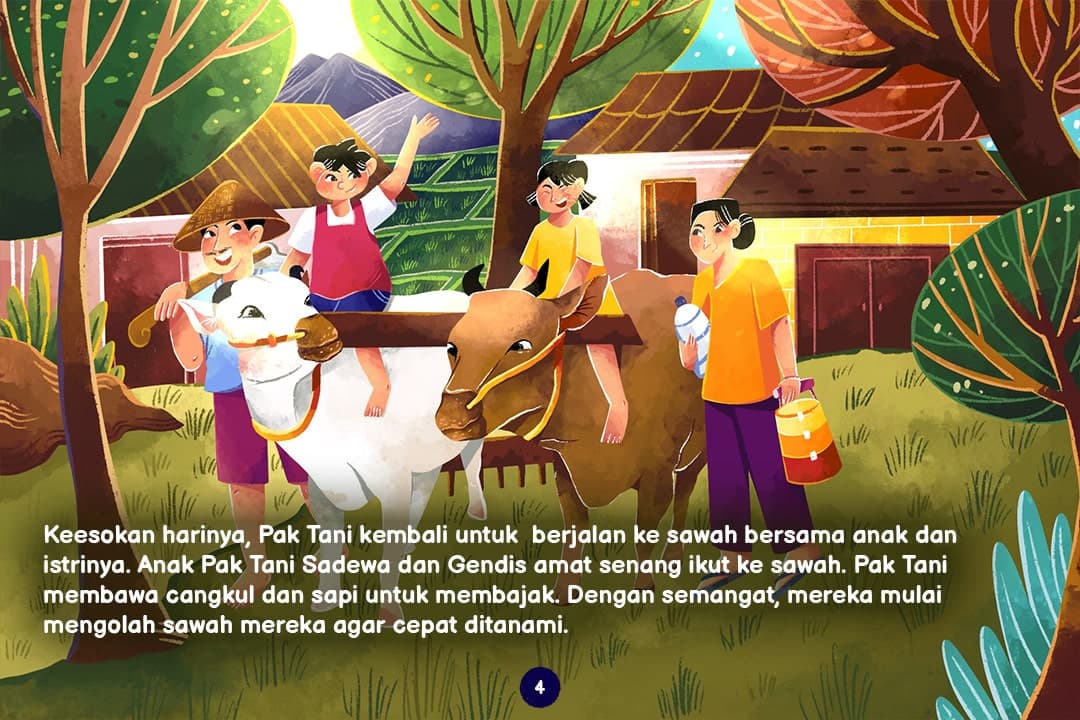 Keesokan harinya, Pak Tani kembali untuk  berjalan ke sawah bersama anak dan
istrinya. Anak Pak Tani Sadewa dan Gendis amat senang ikut ke sawah. Pak Tani
membawa cangkul dan sapi untuk membajak. Dengan semangat, mereka mulai
mengolah sawah mereka agar cepat ditanami.
4